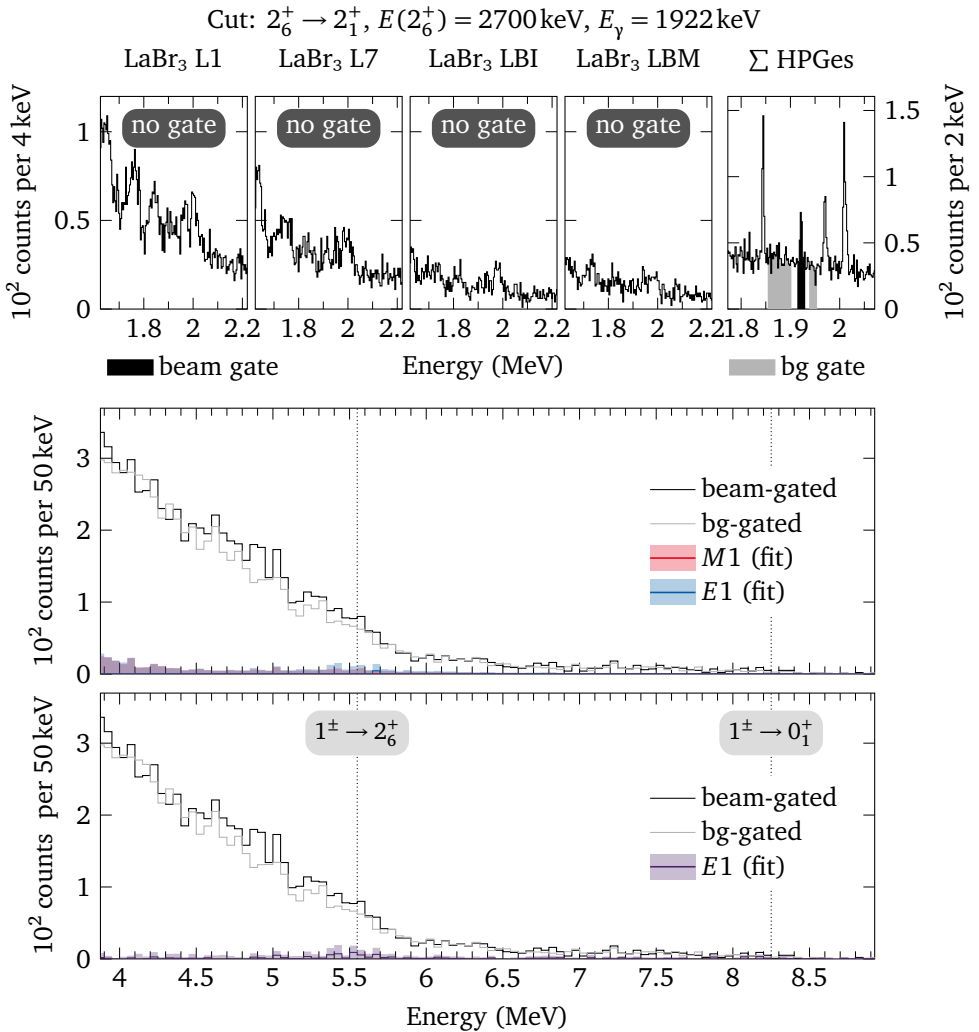 Cut: 2₆⁺ → 2₁⁺, E(2₆⁺) = 2700 keV, Eᵧ = 1922 keV
LaBr₃ L1 LaBr₃ L7 LaBr₃ LBI LaBr₃ LBM ∑ HPGes
no gate no gate no gate no gate
10² counts per 4 keV
1
0.5
0
1.5
1
0.5
0
10² counts per 2 keV
1.8 2 2.2 1.8 2 2.2 1.8 2 2.2 1.8 2 2.2 1.8 1.9 2
beam gate Energy (MeV) bg gate
10² counts per 50 keV
3
2
1
0
beam-gated
bg-gated
M1 (fit)
E1 (fit)
10² counts per 50 keV
3
2
1
0
1± → 2₆⁺ 1± → 0₁⁺
beam-gated
bg-gated
E1 (fit)
4 4.5 5 5.5 6 6.5 7 7.5 8 8.5
Energy (MeV)